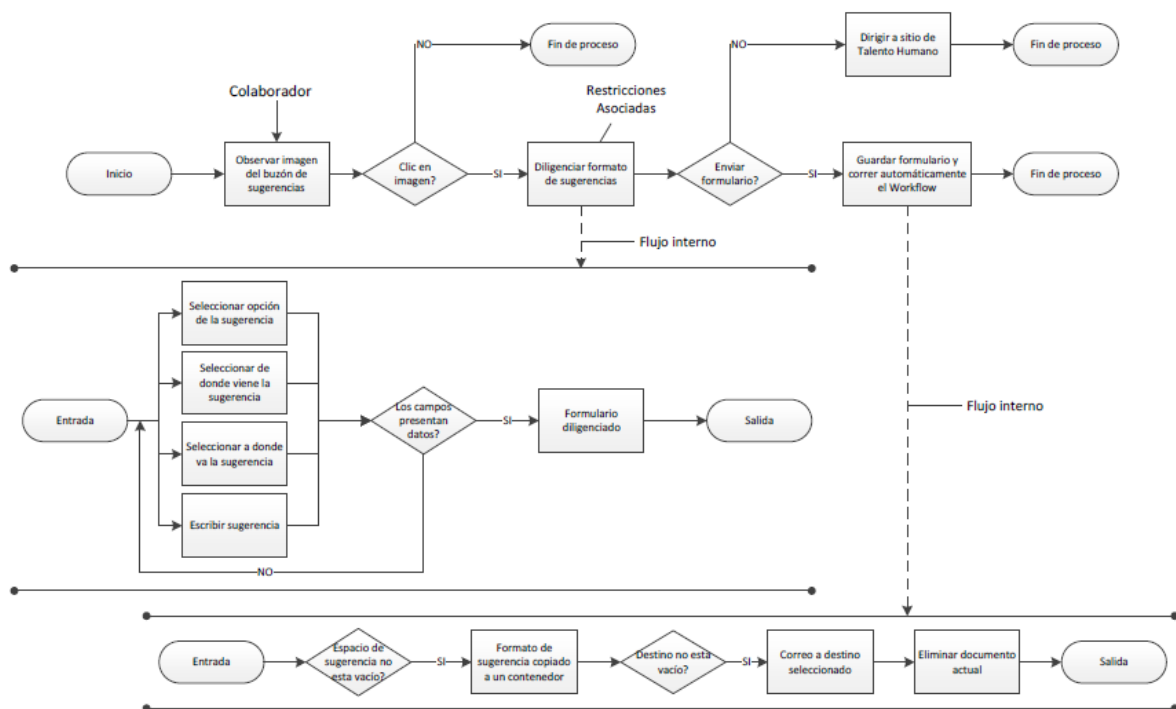 NO
Fin de proceso
NO
Dirigir a sitio de
Talento Humano
Fin de proceso
Colaborador
Restricciones
Asociadas
Inicio
Observar imagen
del buzón de
sugerencias
Clic en
imagen?
SI
Diligenciar formato
de sugerencias
Enviar
formulario?
SI
Guardar formulario y
correr automáticamente
el Workflow
Fin de proceso
Flujo interno
Seleccionar opción
de la sugerencia
Seleccionar de
donde viene la
sugerencia
Entrada
Seleccionar a donde
va la sugerencia
Escribir sugerencia
Los campos
presentan
datos?
SI
Formulario
diligenciado
Salida
NO
Flujo interno
Entrada
Espacio de
sugerencia no
esta vacío?
SI
Formato de
sugerencia copiado
a un contenedor
Destino no esta
vacío?
SI
Correo a destino
seleccionado
Eliminar documento
actual
Salida